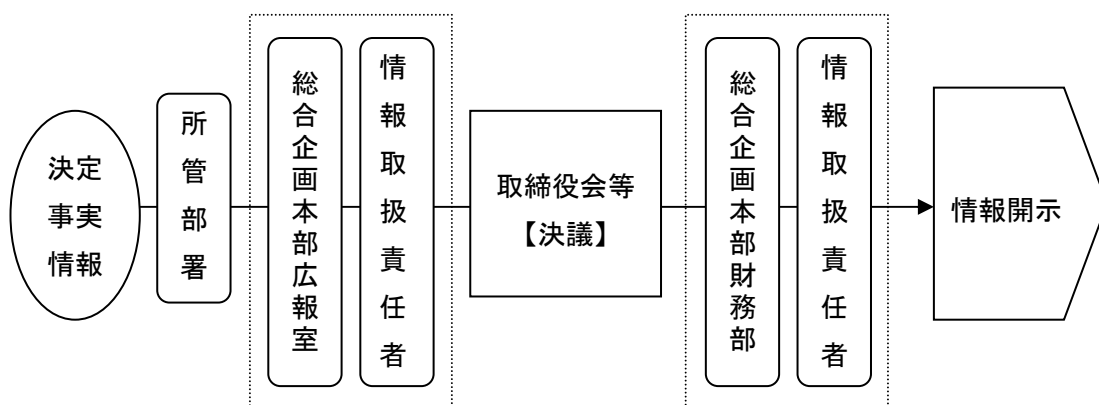 決定
事実
情報
所管部署
総合企画本部広報室
情報取扱責任者
取締役会等
【決議】
総合企画本部財務部
情報取扱責任者
情報開示